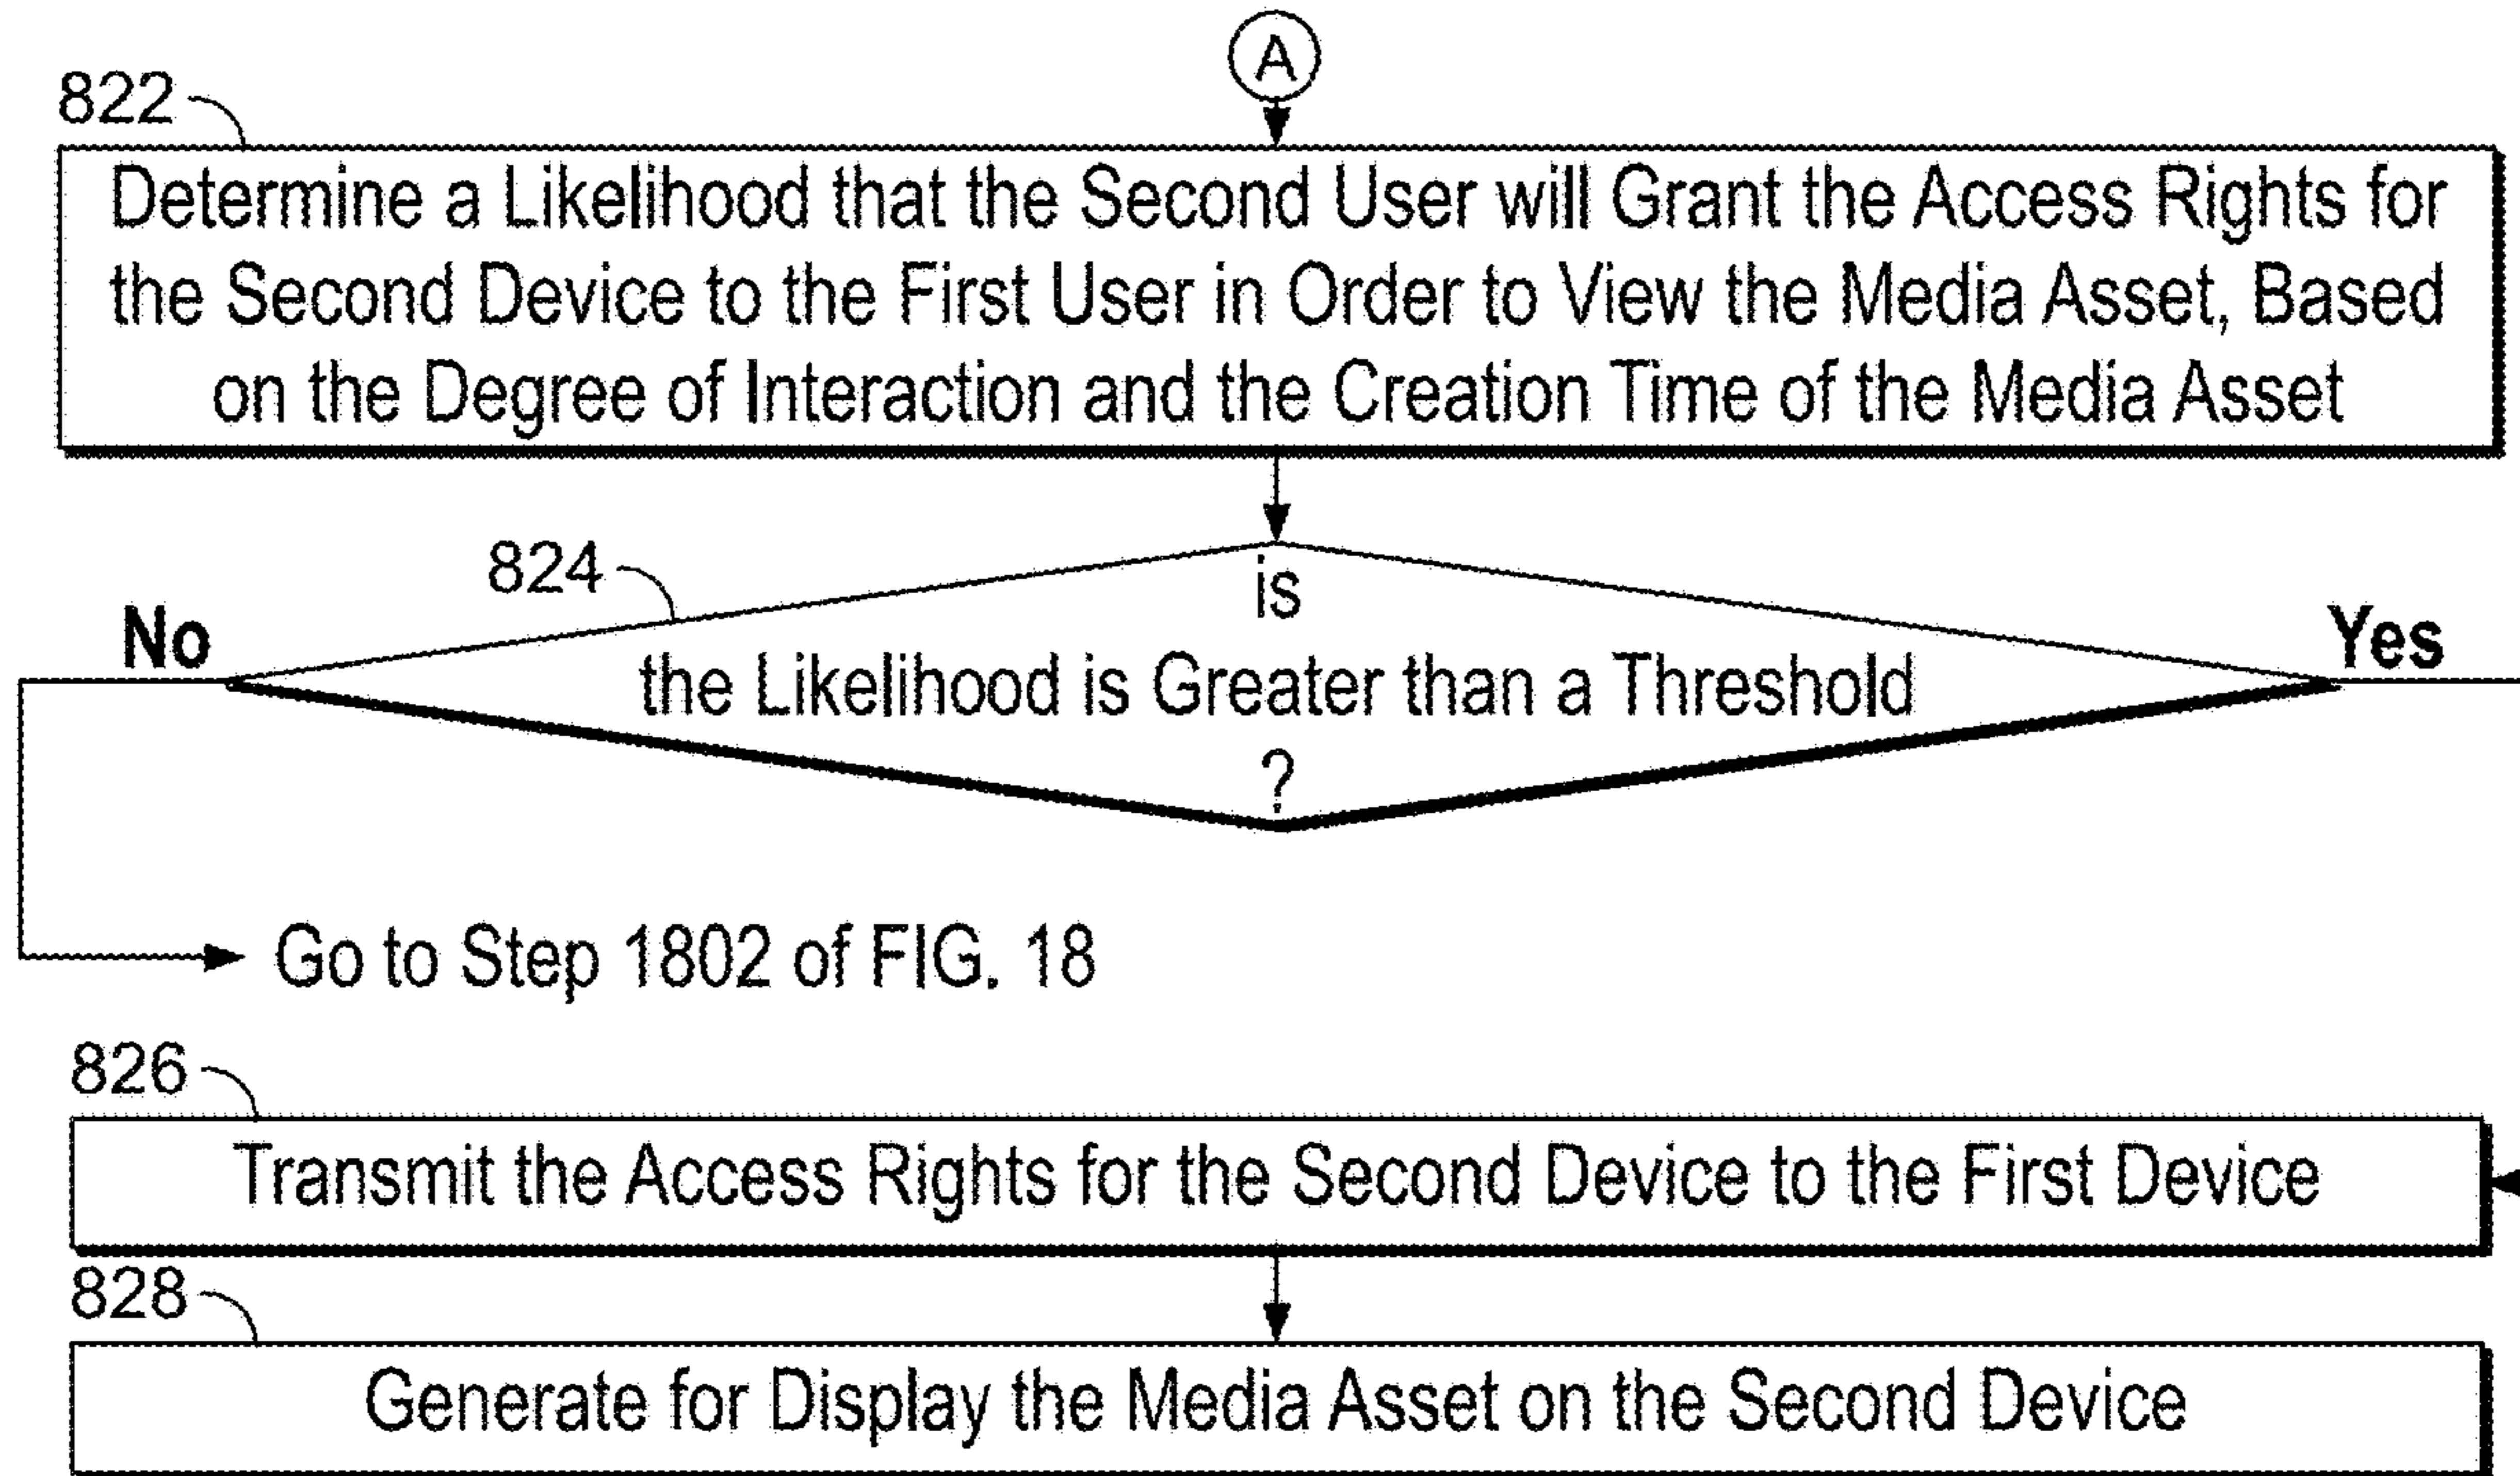 A
822
Determine a Likelihood that the Second User will Grant the Access Rights for
the Second Device to the First User in Order to View the Media Asset, Based
on the Degree of Interaction and the Creation Time of the Media Asset
824
is
No
the Likelihood is Greater than a Threshold
Yes
?
Go to Step 1802 of FIG. 18
826
Transmit the Access Rights for the Second Device to the First Device
828
Generate for Display the Media Asset on the Second Device